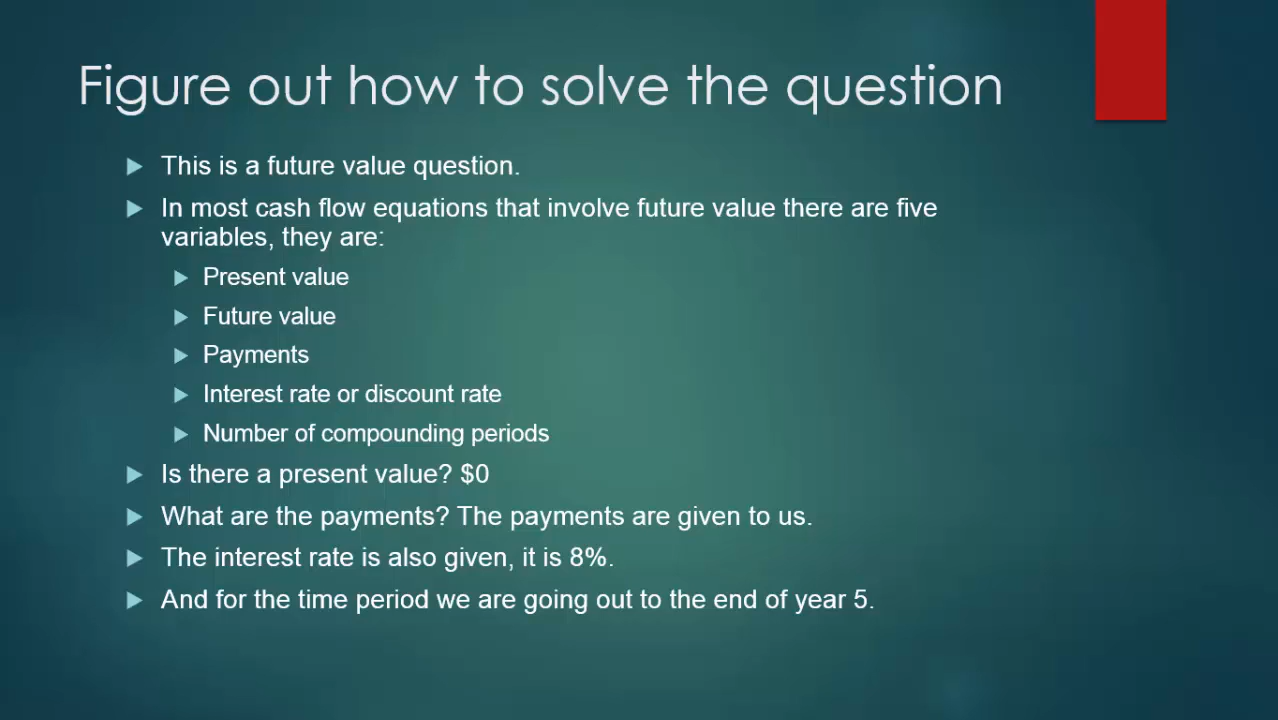 Figure out how to solve the question
This is a future value question.
In most cash flow equations that involve future value there are five
variables, they are:
Present value
Future value
Payments
Interest rate or discount rate
Number of compounding periods
Is there a present value? $0
What are the payments? The payments are given to us.
The interest rate is also given, it is 8%.
And for the time period we are going out to the end of year 5.